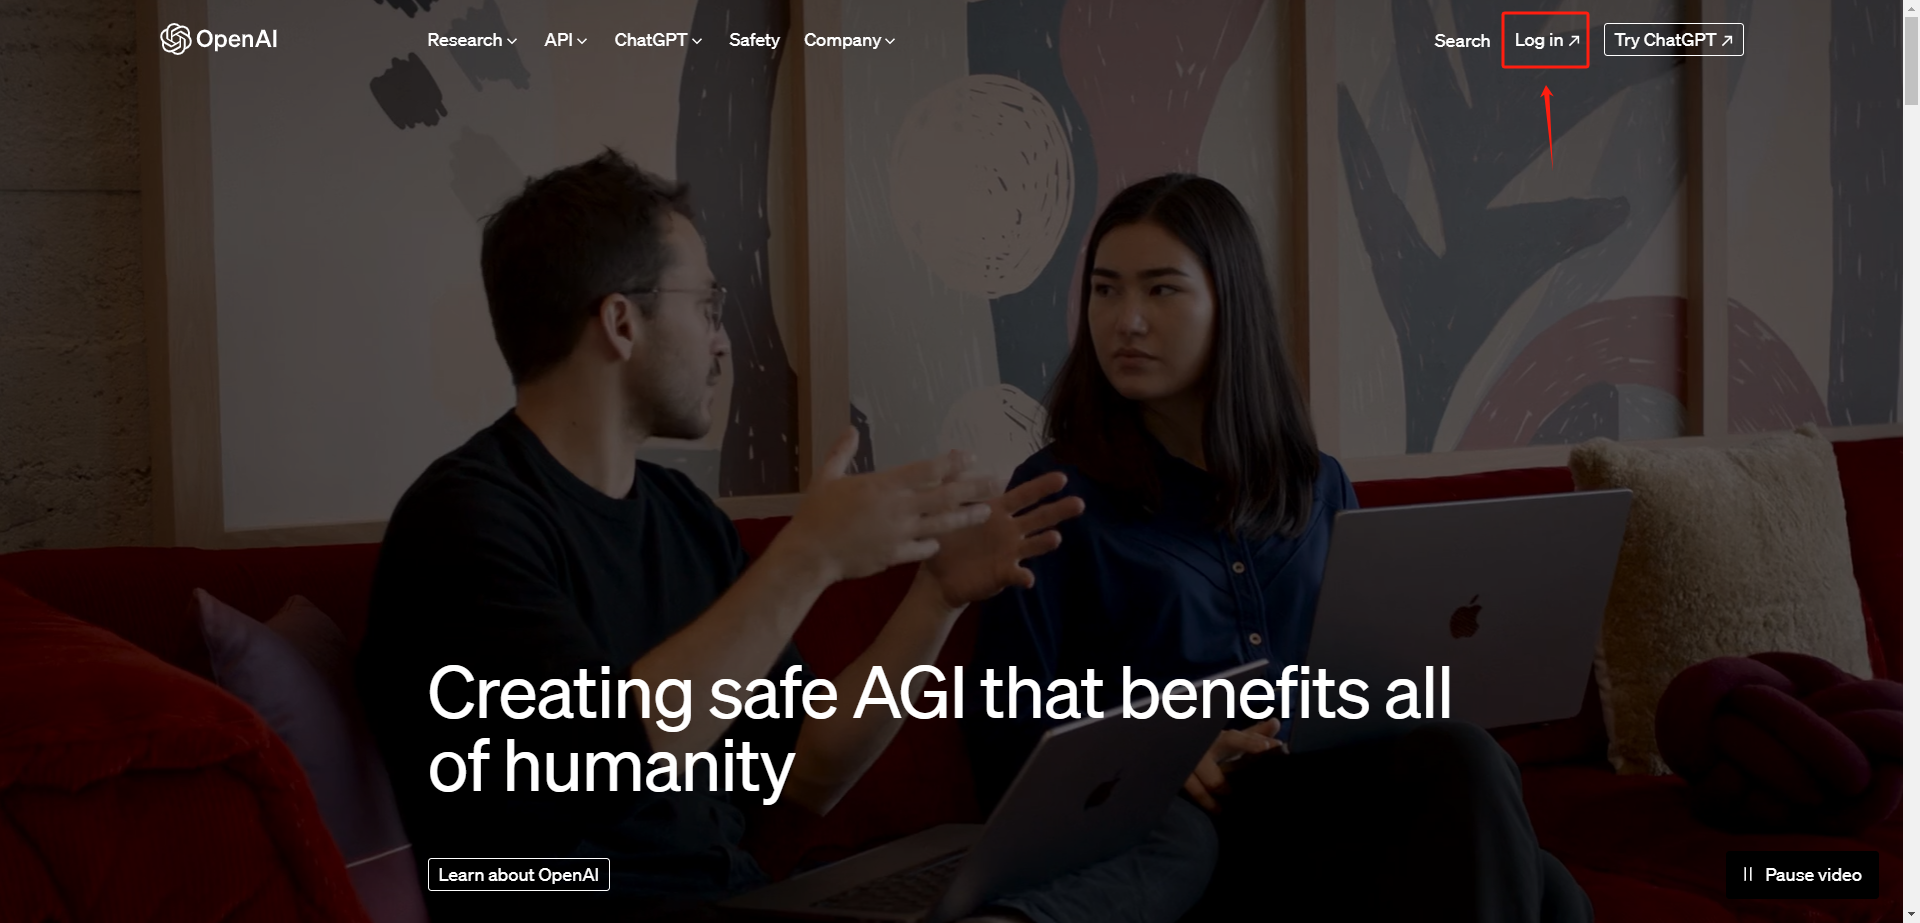 OpenAI
Research
API
ChatGPT
Safety
Company
Search
Log in ↗
Try ChatGPT ↗
Creating safe AGI that benefits all
of humanity
Learn about OpenAI
Pause video